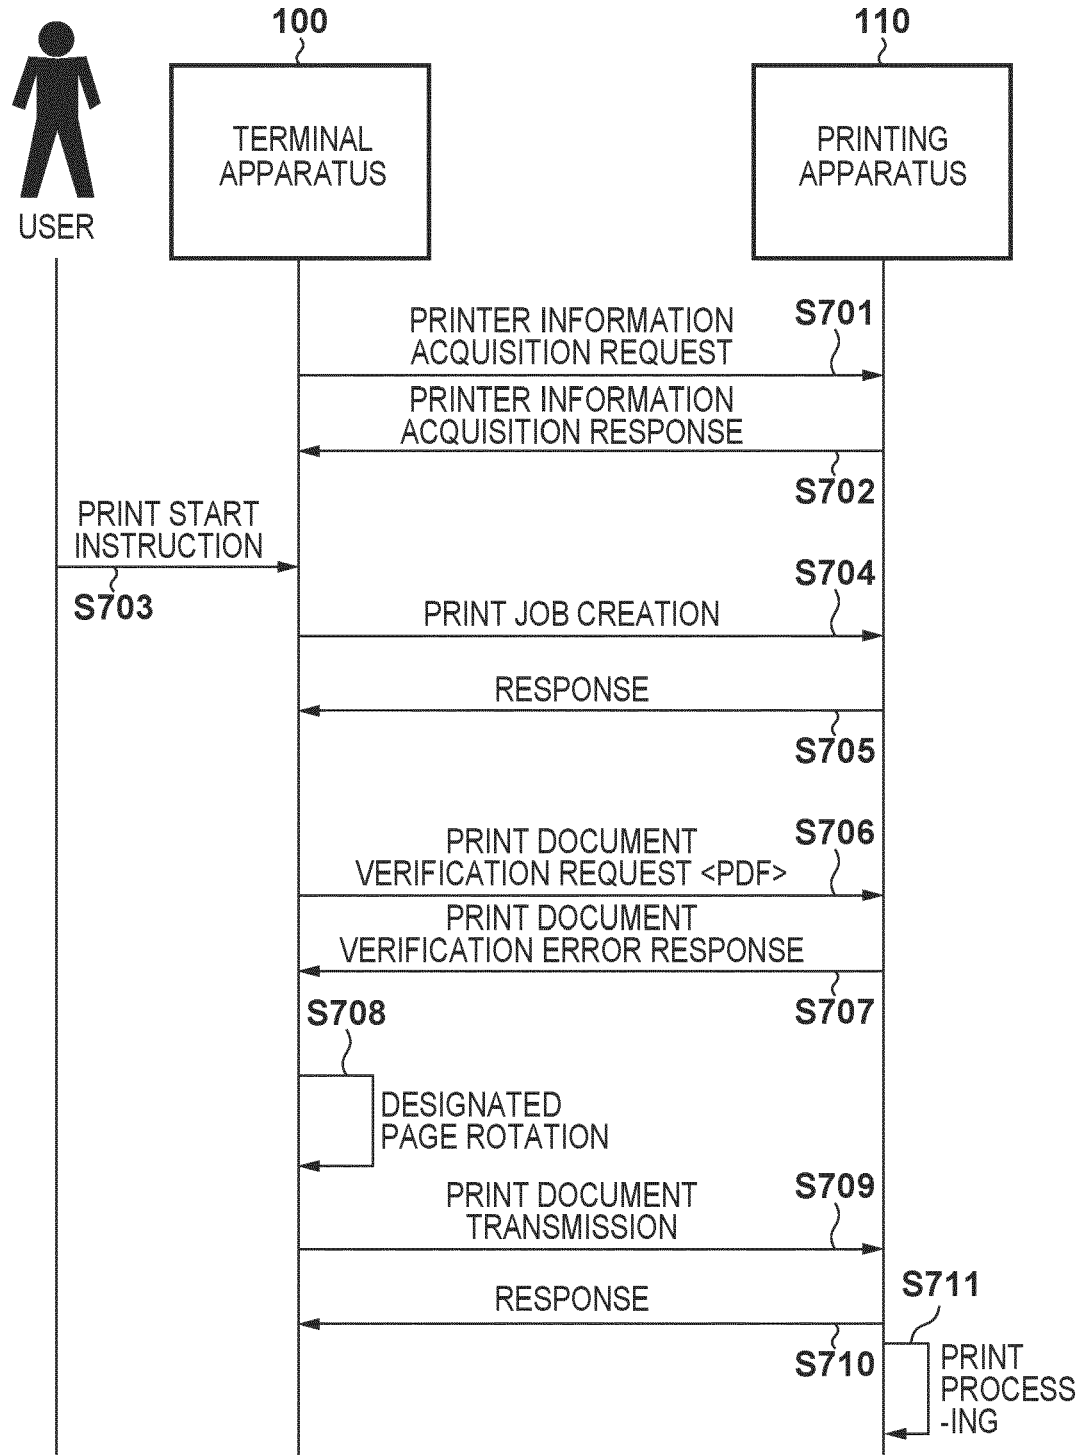 100
110
TERMINAL
APPARATUS
PRINTING
APPARATUS
USER
S701
PRINTER INFORMATION
ACQUISITION REQUEST
PRINTER INFORMATION
ACQUISITION RESPONSE
S702
PRINT START
INSTRUCTION
S703
S704
PRINT JOB CREATION
RESPONSE
S705
S706
PRINT DOCUMENT
VERIFICATION REQUEST <PDF>
PRINT DOCUMENT
VERIFICATION ERROR RESPONSE
S707
S708
DESIGNATED
PAGE ROTATION
S709
PRINT DOCUMENT
TRANSMISSION
RESPONSE
S710
S711
PRINT
PROCESS
-ING